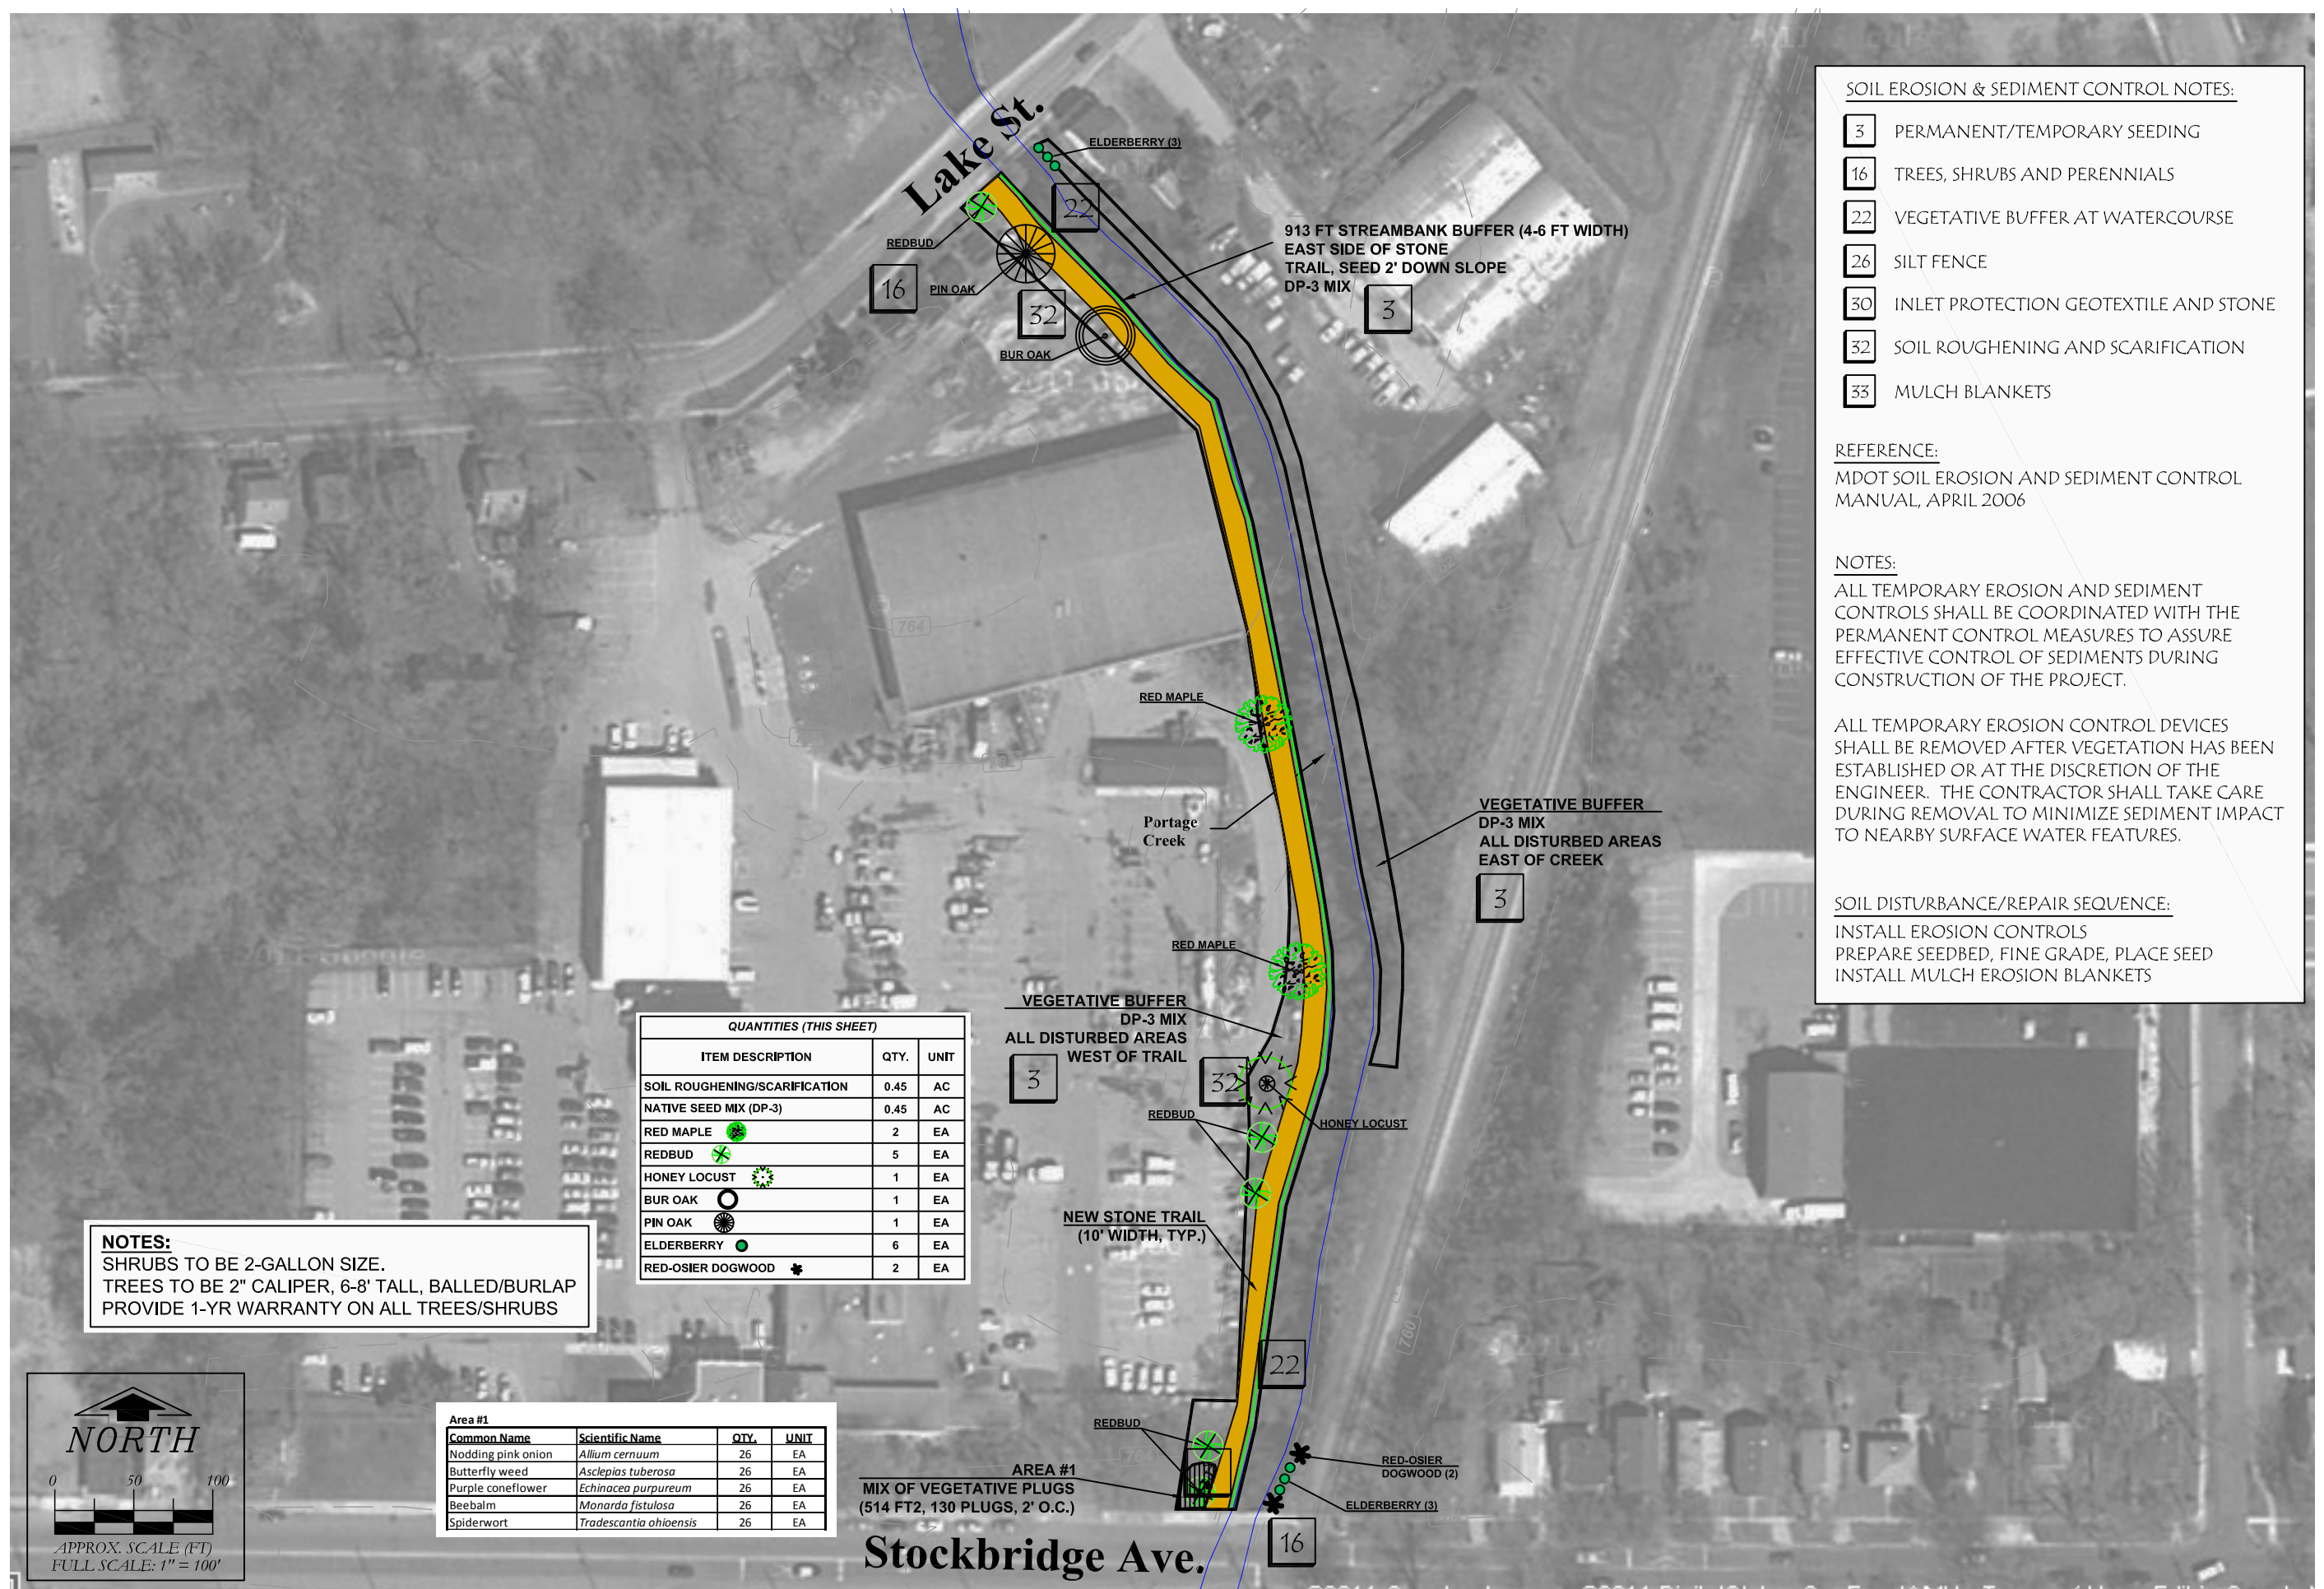 Lake St.
ELDERBERRY (3)
22
REDBUD
16
PIN OAK
32
BUR OAK
913 FT STREAMBANK BUFFER (4-6 FT WIDTH)
EAST SIDE OF STONE
TRAIL, SEED 2' DOWN SLOPE
DP-3 MIX
3
SOIL EROSION & SEDIMENT CONTROL NOTES:
3 PERMANENT/TEMPORARY SEEDING
16 TREES, SHRUBS AND PERENNIALS
22 VEGETATIVE BUFFER AT WATERCOURSE
26 SILT FENCE
30 INLET PROTECTION GEOTEXTILE AND STONE
32 SOIL ROUGHENING AND SCARIFICATION
33 MULCH BLANKETS
REFERENCE:
MDOT SOIL EROSION AND SEDIMENT CONTROL
MANUAL, APRIL 2006
NOTES:
ALL TEMPORARY EROSION AND SEDIMENT
CONTROLS SHALL BE COORDINATED WITH THE
PERMANENT CONTROL MEASURES TO ASSURE
EFFECTIVE CONTROL OF SEDIMENTS DURING
CONSTRUCTION OF THE PROJECT.
ALL TEMPORARY EROSION CONTROL DEVICES
SHALL BE REMOVED AFTER VEGETATION HAS BEEN
ESTABLISHED OR AT THE DISCRETION OF THE
ENGINEER. THE CONTRACTOR SHALL TAKE CARE
DURING REMOVAL TO MINIMIZE SEDIMENT IMPACT
TO NEARBY SURFACE WATER FEATURES.
SOIL DISTURBANCE/REPAIR SEQUENCE:
INSTALL EROSION CONTROLS
PREPARE SEEDBED, FINE GRADE, PLACE SEED
INSTALL MULCH EROSION BLANKETS
764
RED MAPLE
Portage
Creek
VEGETATIVE BUFFER
DP-3 MIX
ALL DISTURBED AREAS
EAST OF CREEK
3
RED MAPLE
VEGETATIVE BUFFER
DP-3 MIX
ALL DISTURBED AREAS
WEST OF TRAIL
3
32
REDBUD
HONEY LOCUST
NEW STONE TRAIL
(10' WIDTH, TYP.)
760
22
QUANTITIES (THIS SHEET)
ITEM DESCRIPTION QTY. UNIT
SOIL ROUGHENING/SCARIFICATION 0.45 AC
NATIVE SEED MIX (DP-3) 0.45 AC
RED MAPLE 2 EA
REDBUD 5 EA
HONEY LOCUST 1 EA
BUR OAK 1 EA
PIN OAK 1 EA
ELDERBERRY 6 EA
RED-OSIER DOGWOOD 2 EA
NOTES:
SHRUBS TO BE 2-GALLON SIZE.
TREES TO BE 2" CALIPER, 6-8' TALL, BALLED/BURLAP
PROVIDE 1-YR WARRANTY ON ALL TREES/SHRUBS
NORTH
0 50 100
APPROX. SCALE (FT)
FULL SCALE: 1" = 100'
Area #1
Common Name Scientific Name QTY. UNIT
Nodding pink onion Allium cernuum 26 EA
Butterfly weed Asclepias tuberosa 26 EA
Purple coneflower Echinacea purpureum 26 EA
Beebalm Monarda fistulosa 26 EA
Spiderwort Tradescantia ohioensis 26 EA
REDBUD
AREA #1
MIX OF VEGETATIVE PLUGS
(514 FT2, 130 PLUGS, 2' O.C.)
RED-OSIER
DOGWOOD (2)
ELDERBERRY (3)
16
Stockbridge Ave.